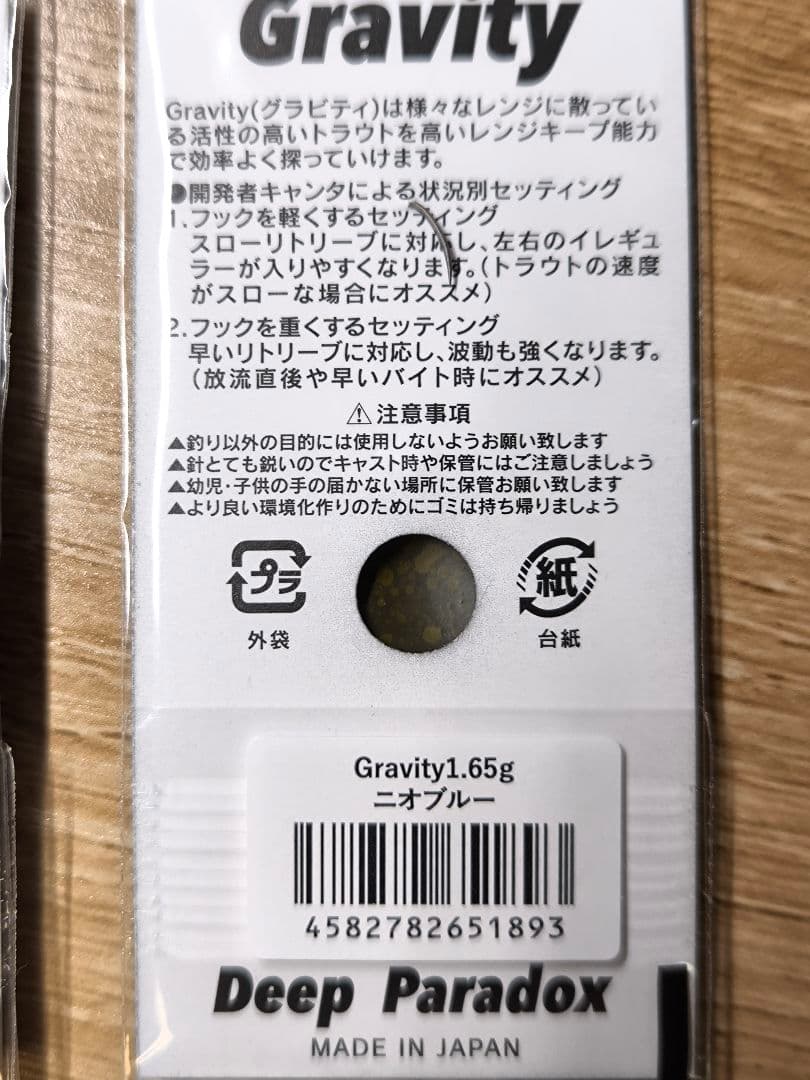 Gravity
Gravity(グラビティ)は様々なレンジに散ってい
る活性の高いトラウトを高いレンジキープ能力
で効率よく探っていけます。
●開発者キャンタによる状況別セッティング
1.フックを軽くするセッティング
スローリトリーブに対応し、左右のイレギュ
ラーが入りやすくなります。(トラウトの速度
がスローな場合にオススメ)
2.フックを重くするセッティング
早いリトリーブに対応し、波動も強くなります。
(放流直後や早いバイト時にオススメ)
⚠注意事項
▲釣り以外の目的には使用しないようお願い致します
▲針とても鋭いのでキャスト時や保管にはご注意しましょう
▲幼児・子供の手の届かない場所に保管お願い致します
▲より良い環境化作りのためにゴミは持ち帰りましょう
プラ 紙
外袋 台紙
Gravity1.65g
ニオブルー
4582782651893
Deep Paradox
MADE IN JAPAN